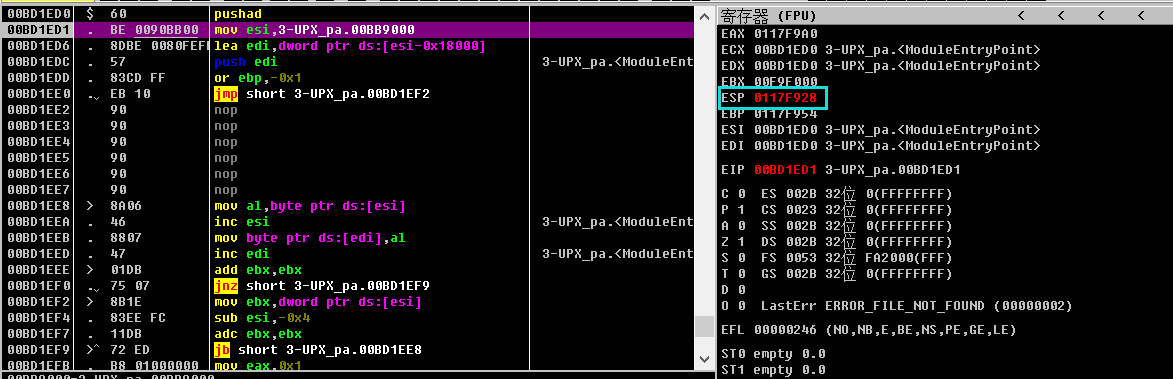 00BD1ED0 $ 60 pushad
00BD1ED1 . BE 0090BB00 mov esi,3-UPX_pa.00BB9000
00BD1ED6 . 8DBE 0080FEFF lea edi,dword ptr ds:[esi-0x18000]
00BD1EDC . 57 push edi 3-UPX_pa.<ModuleEnt
00BD1EDD . 83CD FF or ebp,-0x1
00BD1EE0 . EB 10 jmp short 3-UPX_pa.00BD1EF2
00BD1EE2 90 nop
00BD1EE3 90 nop
00BD1EE4 90 nop
00BD1EE5 90 nop
00BD1EE6 90 nop
00BD1EE7 90 nop
00BD1EE8 > 8A06 mov al,byte ptr ds:[esi]
00BD1EEA . 46 inc esi 3-UPX_pa.<ModuleEnt
00BD1EEB . 8807 mov byte ptr ds:[edi],al
00BD1EED . 47 inc edi 3-UPX_pa.<ModuleEnt
00BD1EEE > 01DB add ebx,ebx
00BD1EF0 . 75 07 jnz short 3-UPX_pa.00BD1EF9
00BD1EF2 > 8B1E mov ebx,dword ptr ds:[esi]
00BD1EF4 . 83EE FC sub esi,-0x4
00BD1EF7 . 11DB adc ebx,ebx
00BD1EF9 >^ 72 ED jb short 3-UPX_pa.00BD1EE8
00BD1EFB . B8 01000000 mov eax,0x1
寄存器 (FPU) < < < <
EAX 0117F9A0
ECX 00BD1ED0 3-UPX_pa.<ModuleEntryPoint>
EDX 00BD1ED0 3-UPX_pa.<ModuleEntryPoint>
EBX 00F9F000
ESP 0117F928
EBP 0117F954
ESI 00BD1ED0 3-UPX_pa.<ModuleEntryPoint>
EDI 00BD1ED0 3-UPX_pa.<ModuleEntryPoint>
EIP 00BD1ED1 3-UPX_pa.00BD1ED1
C 0 ES 002B 32位 0(FFFFFFFF)
P 1 CS 0023 32位 0(FFFFFFFF)
A 0 SS 002B 32位 0(FFFFFFFF)
Z 1 DS 002B 32位 0(FFFFFFFF)
S 0 FS 0053 32位 FA2000(FFF)
T 0 GS 002B 32位 0(FFFFFFFF)
D 0
O 0 LastErr ERROR_FILE_NOT_FOUND (00000002)
EFL 00000246 (NO,NB,E,BE,NS,PE,GE,LE)
ST0 empty 0.0
ST1 empty 0.0